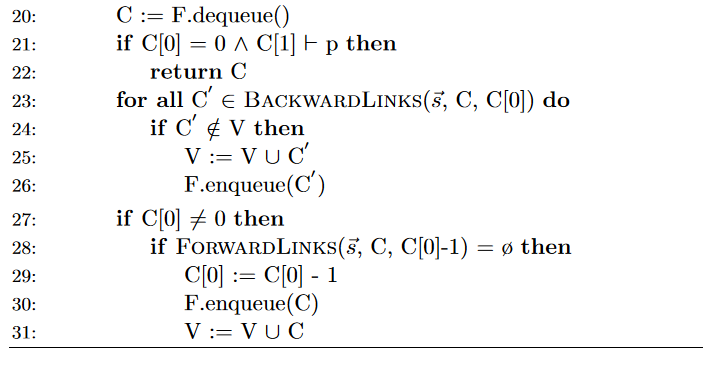 20: C := F.dequeue()
21: if C[0] = 0 ∧ C[1] ⊢ p then
22: return C
23: for all C′ ∈ BACKWARDLINKS(s⃗, C, C[0]) do
24: if C′ ∉ V then
25: V := V ∪ C′
26: F.enqueue(C′)
27: if C[0] ≠ 0 then
28: if FORWARDLINKS(s⃗, C, C[0]-1) = ø then
29: C[0] := C[0] - 1
30: F.enqueue(C)
31: V := V ∪ C